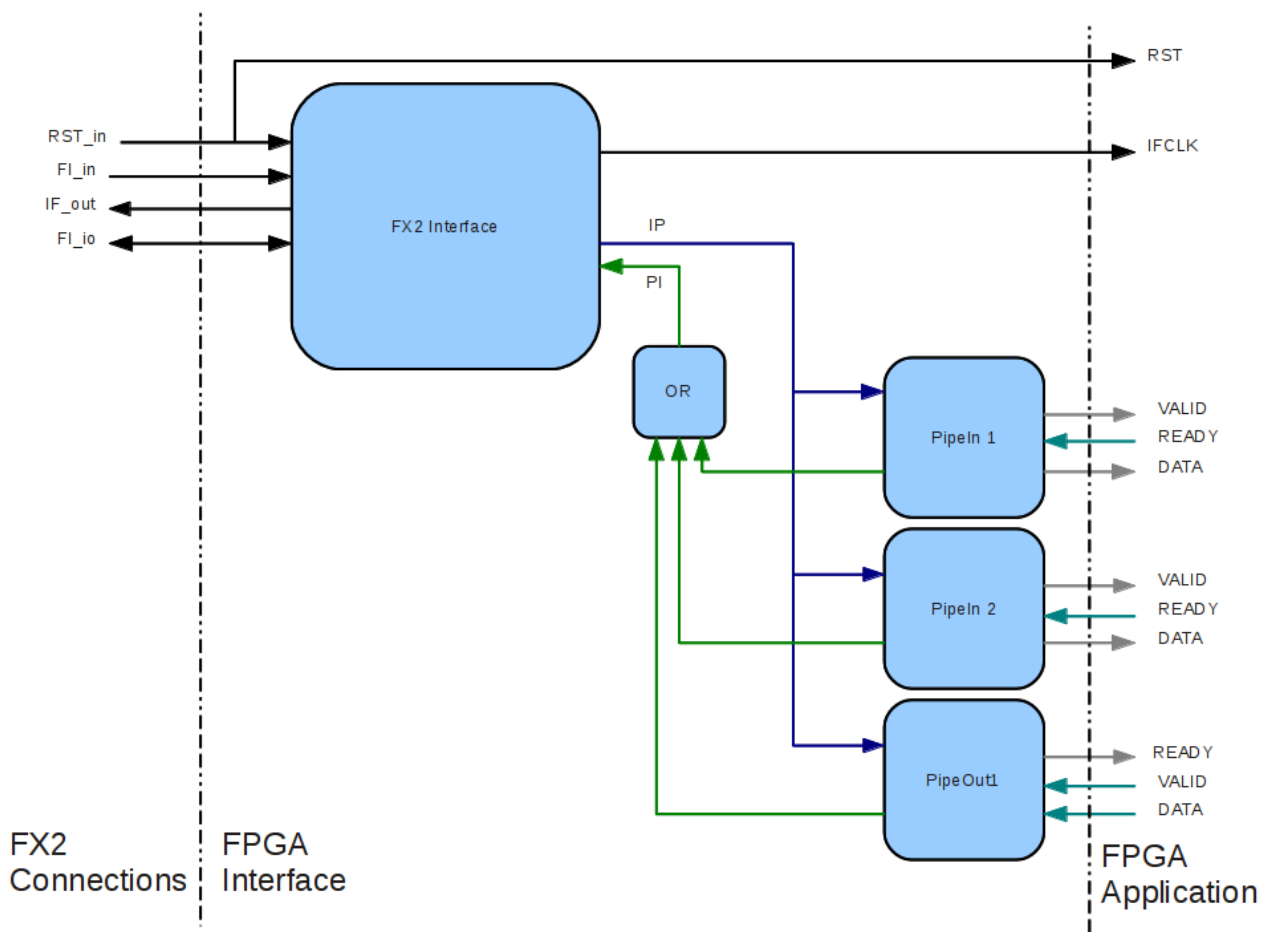 RST
RST_in
IFCLK
FI_in
IF_out
FX2 Interface
IP
FI_io
PI
OR
VALID
PipeIn 1
READY
DATA
VALID
PipeIn 2
READY
DATA
READY
PipeOut1
VALID
DATA
FX2
Connections
FPGA
Interface
FPGA
Application